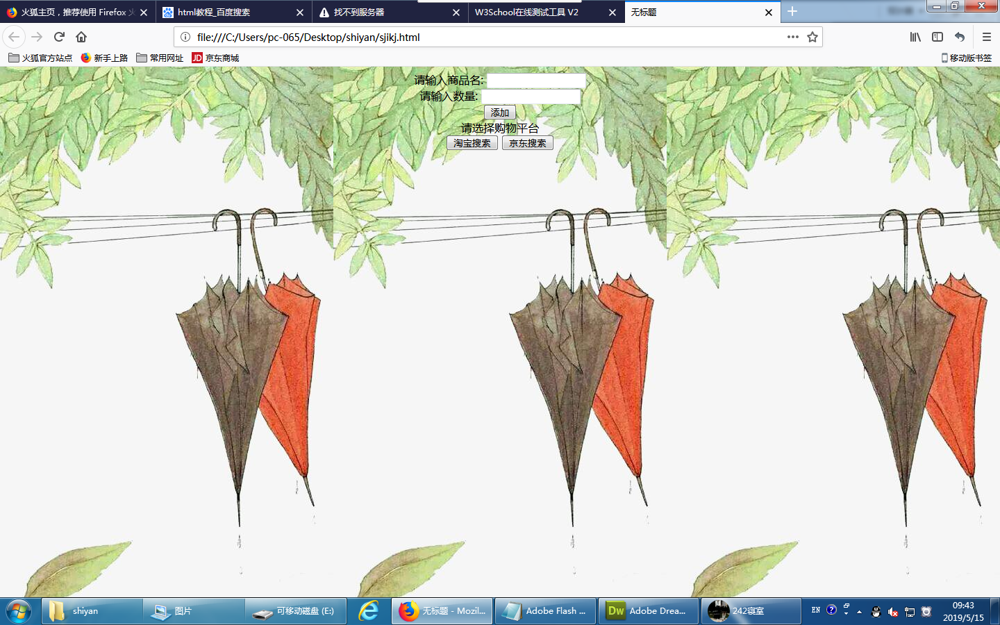 火狐主页，推荐使用 Firefox
html教程_百度搜索
找不到服务器
W3School在线测试工具 V2
无标题
file:///C:/Users/pc-065/Desktop/shiyan/sjikj.html
火狐官方站点
新手上路
常用网址
JD 京东商城
移动版书签
请输入商品名:
请输入数量:
添加
请选择购物平台
淘宝搜索 京东搜索
shiyan
图片
可移动磁盘 (E:)
无标题 - Mozil...
Adobe Flash ...
Dw Adobe Drea...
242寝室
EN
09:43
2019/5/15